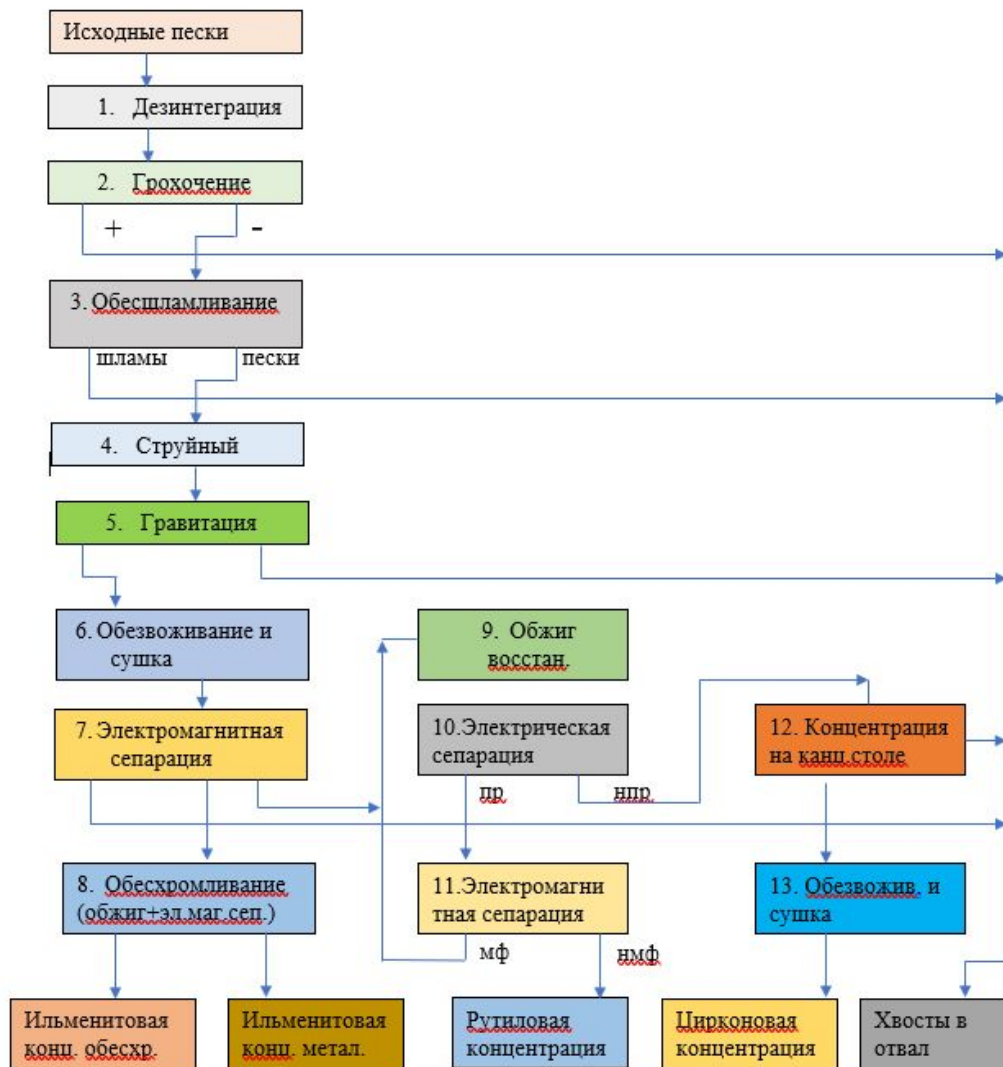 Исходные пески
1. Дезинтеграция
2. Грохочение
+ -
3. Обесшламливание
шламы пески
4. Струйный
5. Гравитация
6. Обезвоживание и
сушка
9. Обжиг
восстан.
7. Электромагнитная
сепарация
10.Электрическая
сепарация
12. Концентрация
на канц.столе
пр нпр
8. Обесхромливание
(обжиг+эл.маг.сеп.)
11.Электромагни
тная сепарация
13. Обезвожив. и
сушка
мф нмф
Ильменитовая
конц. обесхр.
Ильменитовая
конц. метал.
Рутиловая
концентрация
Цирконовая
концентрация
Хвосты в
отвал